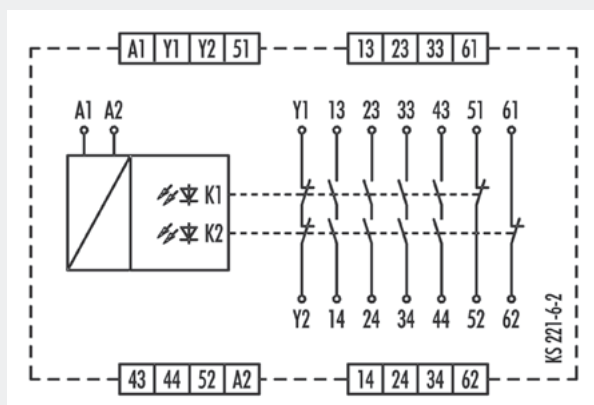 A1 Y1 Y2 51 13 23 33 61
A1 A2 Y1 13 23 33 43 51 61
K1
K2
Y2 14 24 34 44 52 62
KS 221-6-2
43 44 52 A2 14 24 34 62